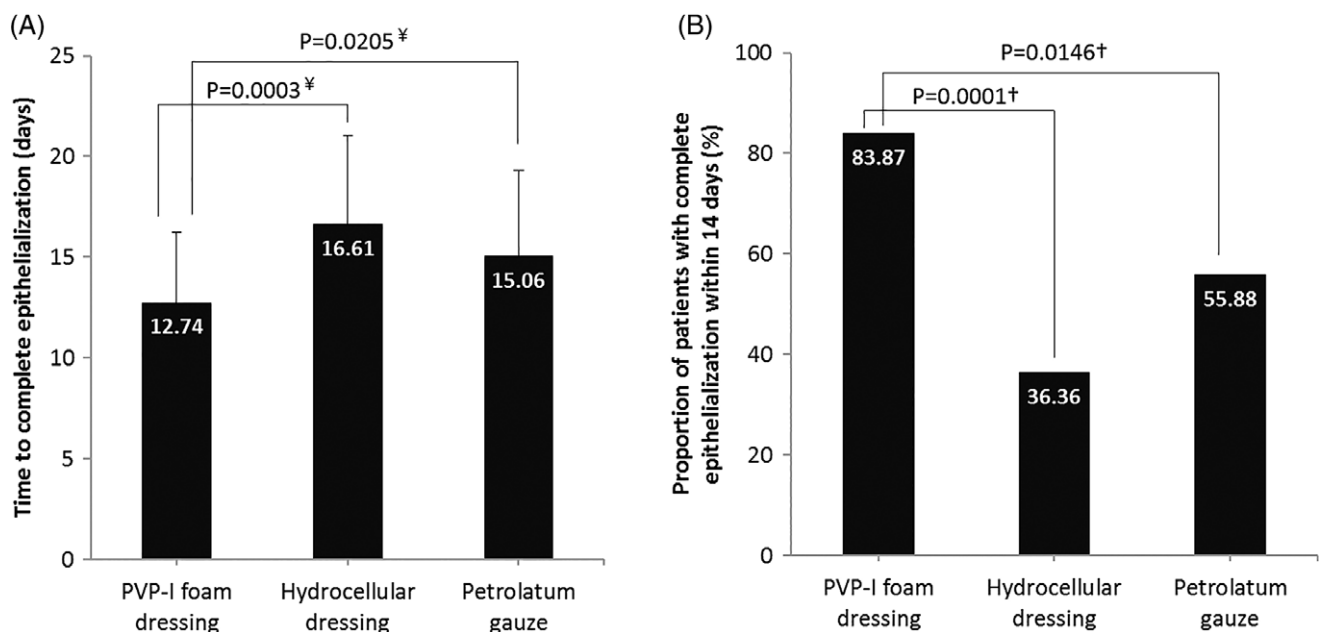 (A)
Time to complete epithelialization (days)
25
20
15
10
5
0
P=0.0205¥
P=0.0003¥
12.74
16.61
15.06
PVP-I foam
dressing
Hydrocellular
dressing
Petrolatum
gauze
(B)
Proportion of patients with complete
epithelialization within 14 days (%)
100
80
60
40
20
0
P=0.0146†
P=0.0001†
83.87
36.36
55.88
PVP-I foam
dressing
Hydrocellular
dressing
Petrolatum
gauze